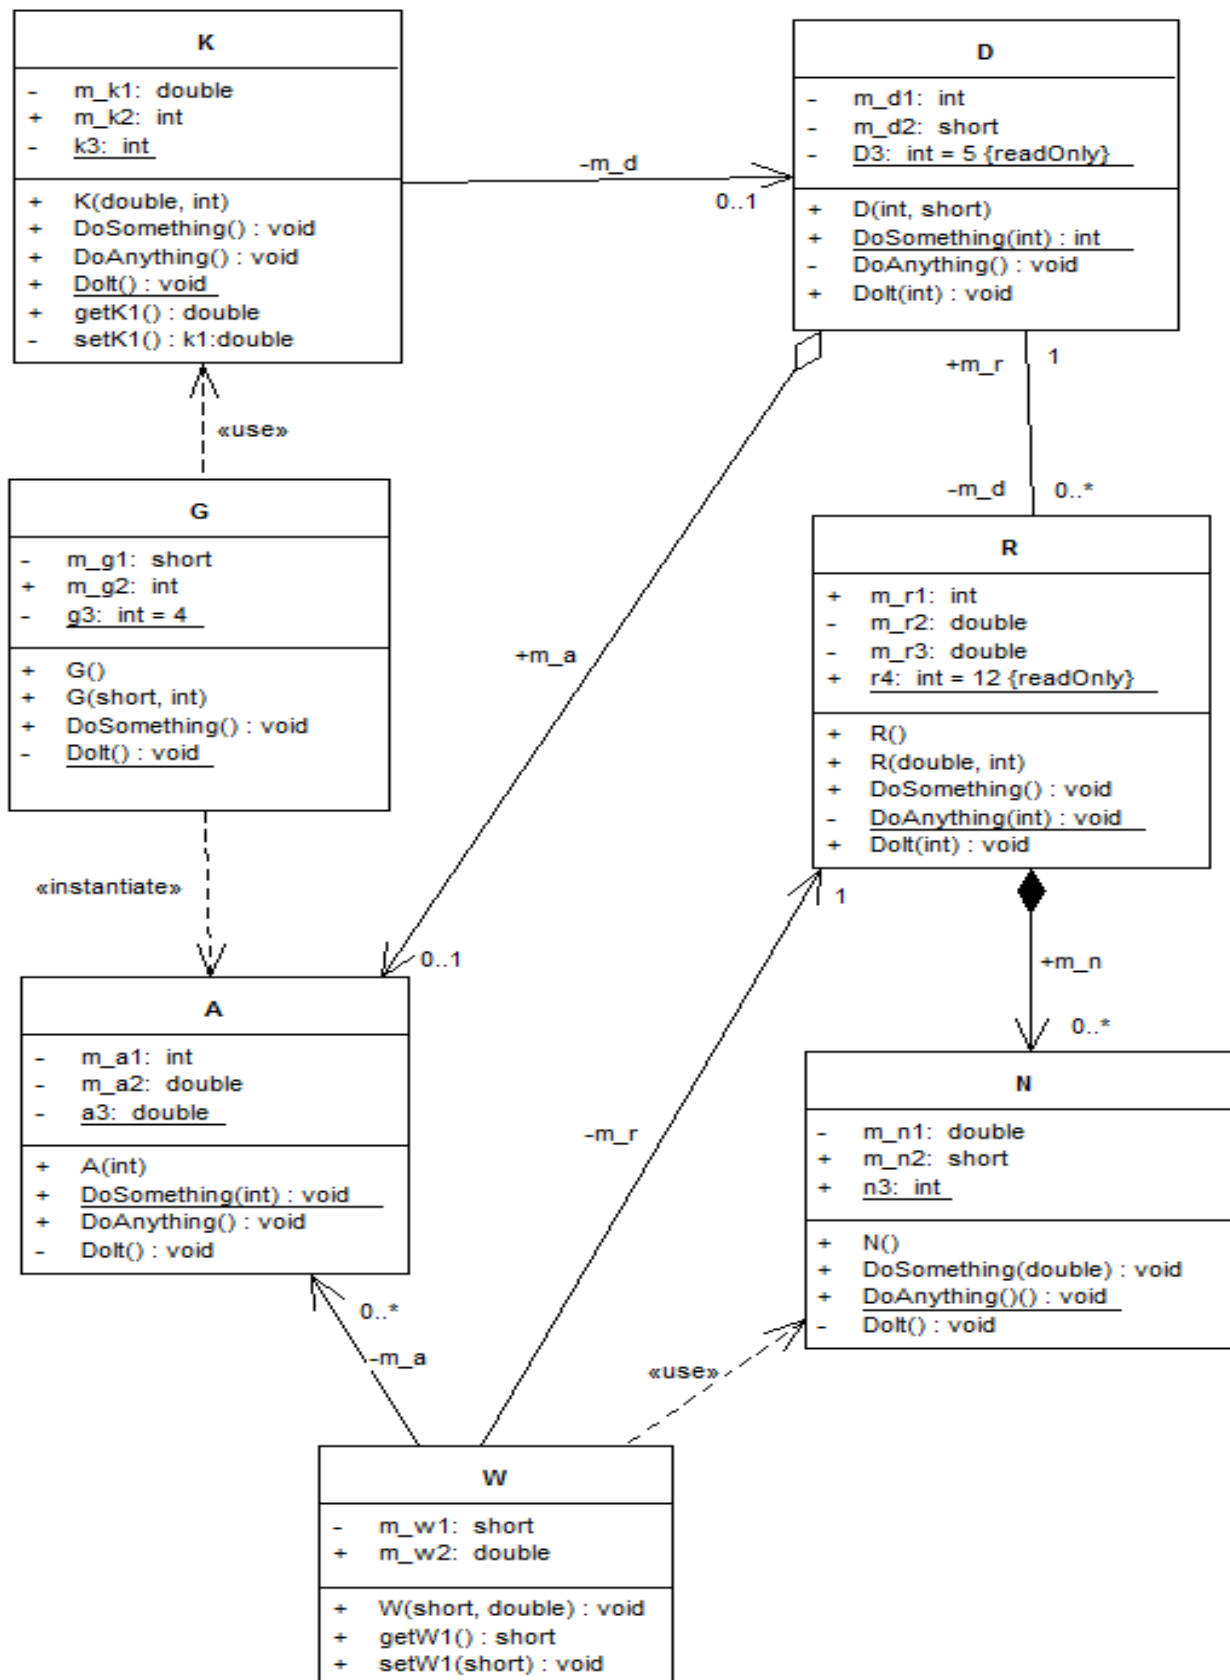 K
- m_k1: double
+ m_k2: int
- k3: int
+ K(double, int)
+ DoSomething() : void
+ DoAnything() : void
+ DoIt() : void
+ getK1() : double
- setK1() : k1:double
-m_d
0..1
D
- m_d1: int
- m_d2: short
- D3: int = 5 {readOnly}
+ D(int, short)
+ DoSomething(int) : int
- DoAnything() : void
+ DoIt(int) : void
+m_r
1
-m_d
0..*
«use»
G
- m_g1: short
+ m_g2: int
- g3: int = 4
+ G()
+ G(short, int)
+ DoSomething() : void
- DoIt() : void
+m_a
0..1
R
+ m_r1: int
- m_r2: double
- m_r3: double
+ r4: int = 12 {readOnly}
+ R()
+ R(double, int)
+ DoSomething() : void
- DoAnything(int) : void
+ DoIt(int) : void
«instantiate»
1
+m_n
0..*
A
- m_a1: int
- m_a2: double
- a3: double
+ A(int)
+ DoSomething(int) : void
+ DoAnything() : void
- DoIt() : void
-m_r
N
- m_n1: double
+ m_n2: short
+ n3: int
+ N()
+ DoSomething(double) : void
+ DoAnything()() : void
- DoIt() : void
0..*
-m_a
«use»
W
- m_w1: short
+ m_w2: double
+ W(short, double) : void
+ getW1() : short
+ setW1(short) : void